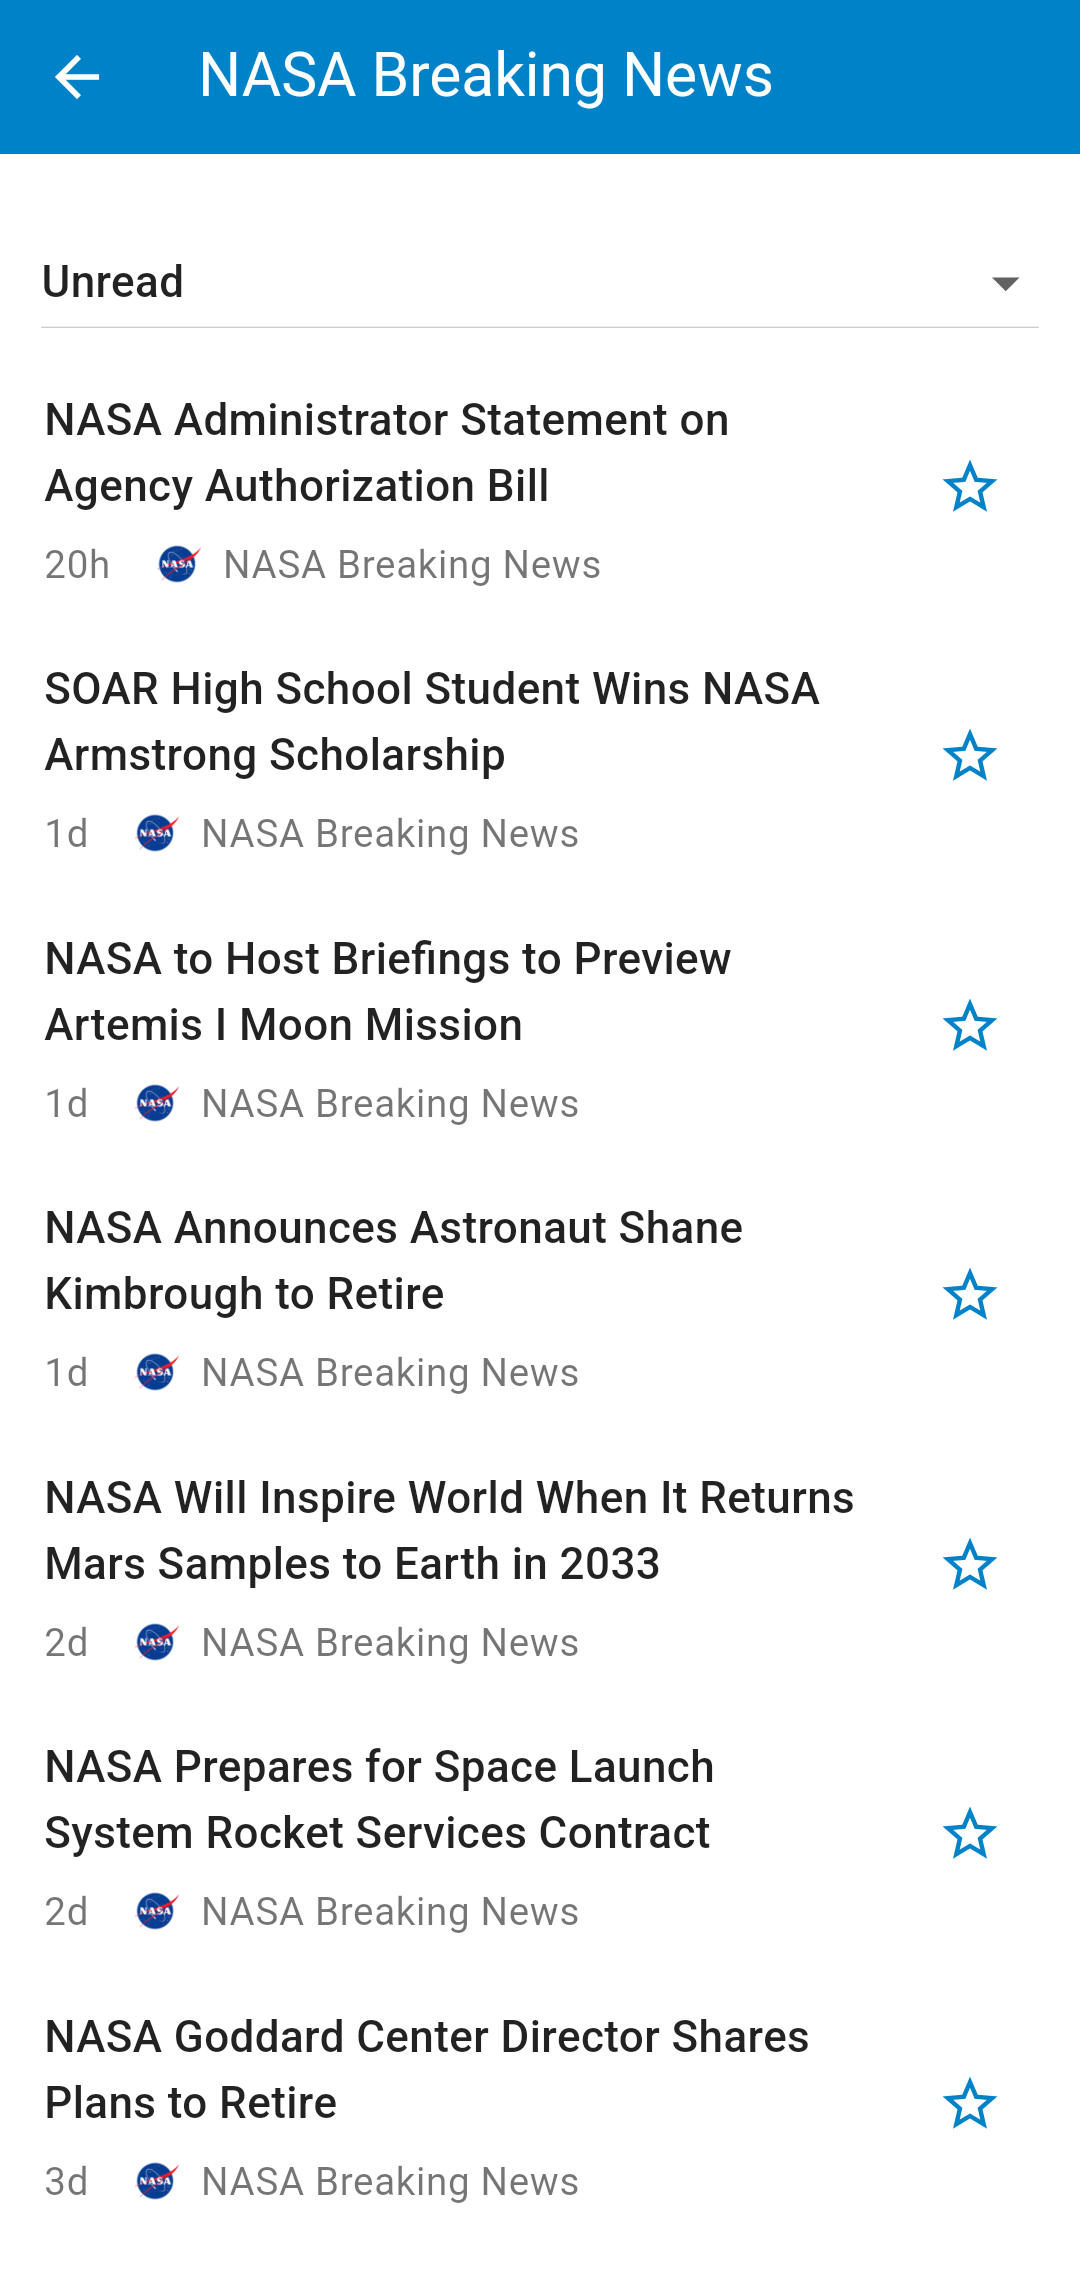 NASA Breaking News
Unread
NASA Administrator Statement on
Agency Authorization Bill
20h NASA NASA Breaking News
SOAR High School Student Wins NASA
Armstrong Scholarship
1d NASA NASA Breaking News
NASA to Host Briefings to Preview
Artemis I Moon Mission
1d NASA NASA Breaking News
NASA Announces Astronaut Shane
Kimbrough to Retire
1d NASA NASA Breaking News
NASA Will Inspire World When It Returns
Mars Samples to Earth in 2033
2d NASA NASA Breaking News
NASA Prepares for Space Launch
System Rocket Services Contract
2d NASA NASA Breaking News
NASA Goddard Center Director Shares
Plans to Retire
3d NASA NASA Breaking News